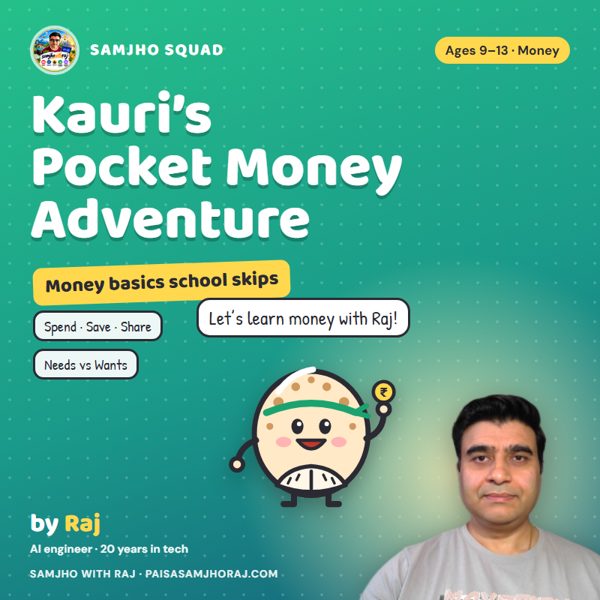 SAMJHO SQUAD
Ages 9–13 · Money
Kauri's
Pocket Money
Adventure
Money basics school skips
Spend · Save · Share
Let's learn money with Raj!
Needs vs Wants
₹
by Raj
AI engineer · 20 years in tech
SAMJHO WITH RAJ · PAISASAMJHORAJ.COM